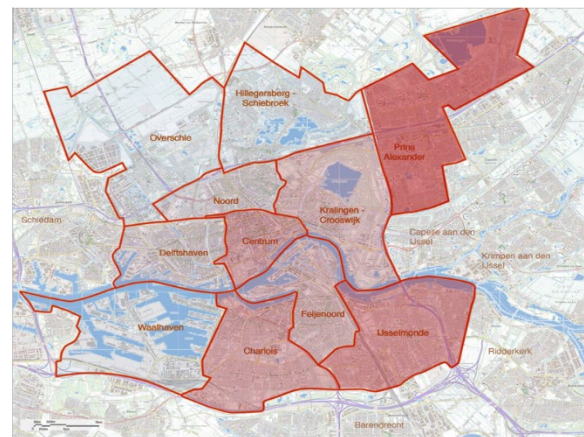 Hillegersberg -
Schiebroek
Overschie
Prins
Alexander
Noord
Kralingen -
Crooswijk
Schiedam
Capelle aan den
IJssel
Delftshaven
Centrum
Krimpen aan den
IJssel
Feijenoord
Waalhaven
IJsselmonde
Charlois
Ridderkerk
Barendrecht